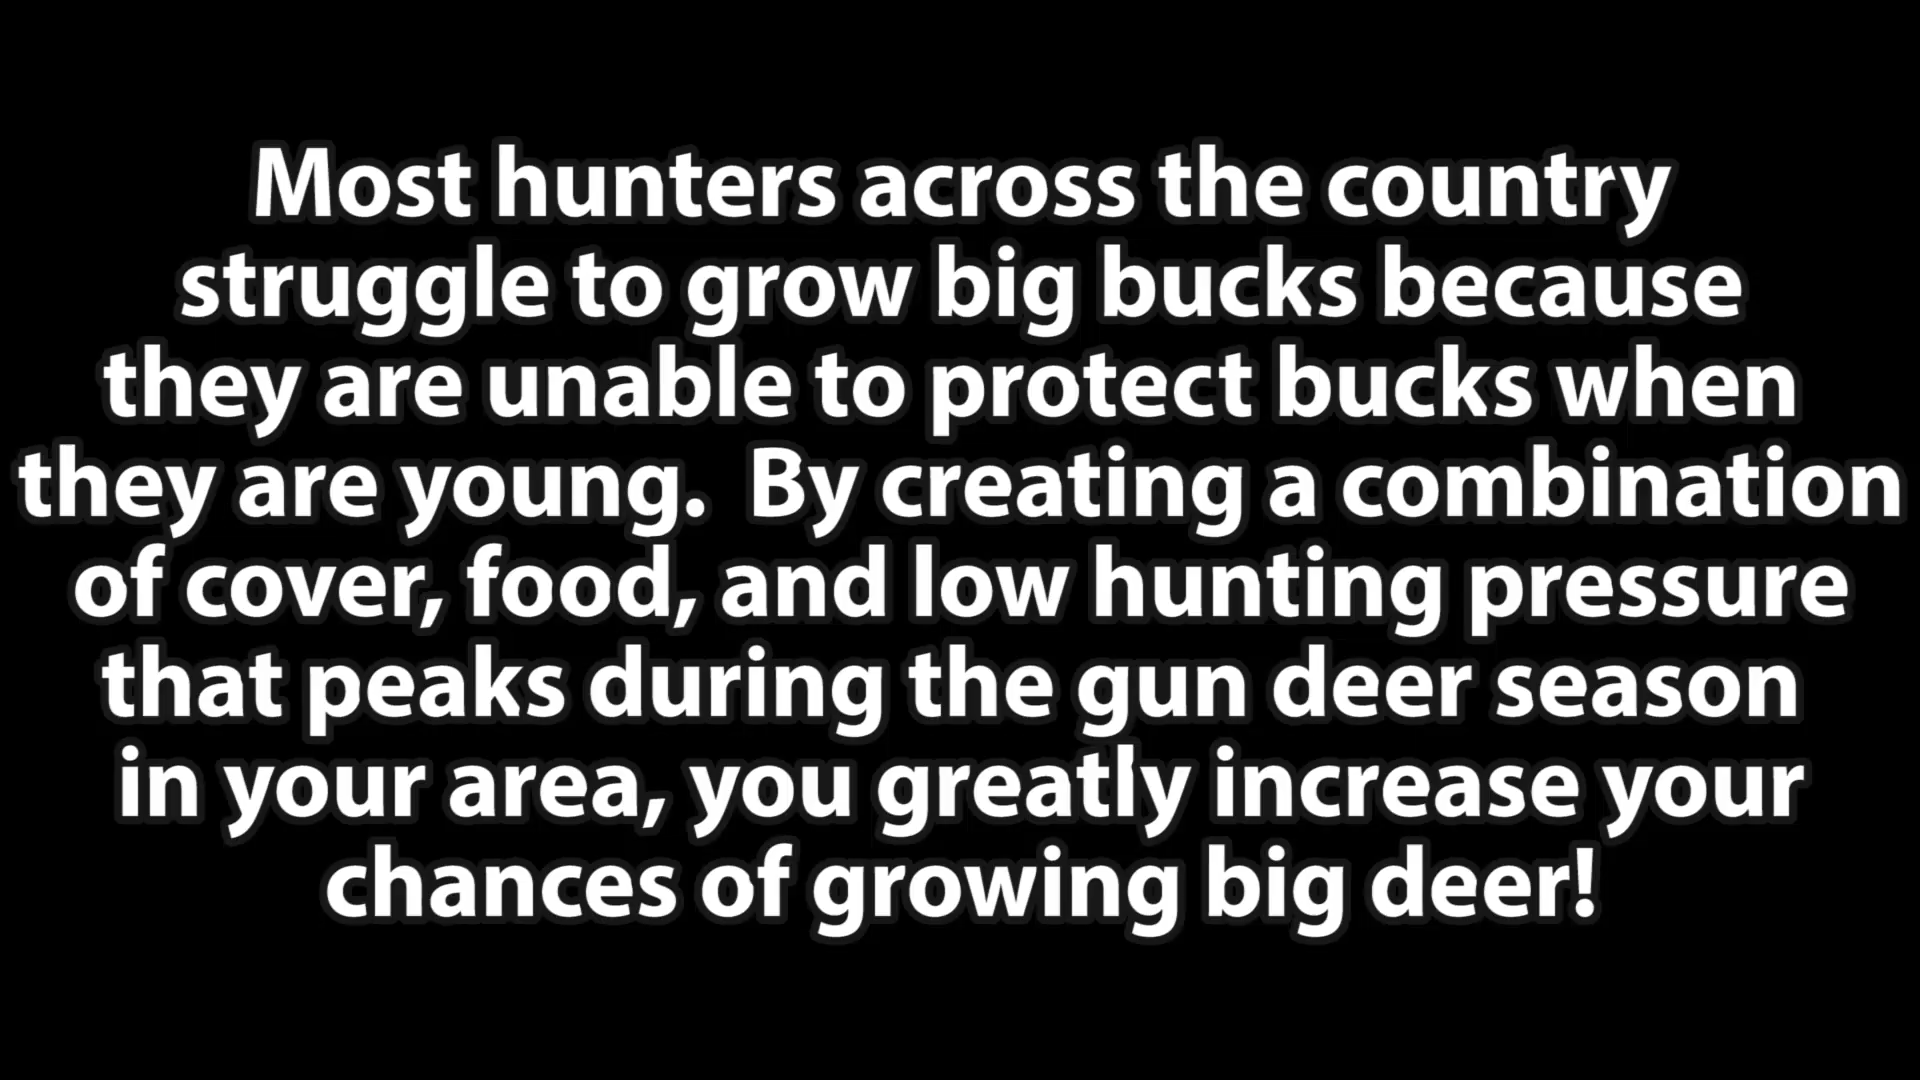 Most hunters across the country
struggle to grow big bucks because
they are unable to protect bucks when
they are young.  By creating a combination
of cover, food, and low hunting pressure
that peaks during the gun deer season
in your area, you greatly increase your
chances of growing big deer!